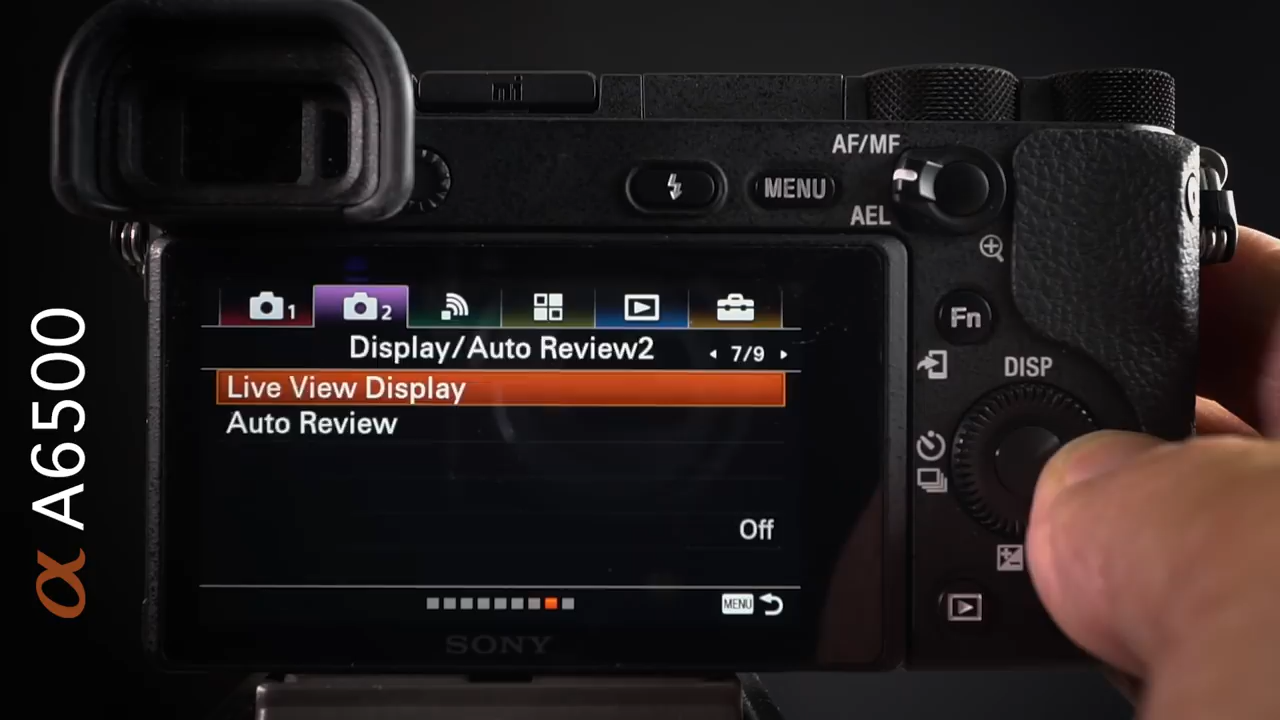 α A6500
AF/MF
MENU
AEL
1
2
Fn
Display/Auto Review2
7/9
DISP
Live View Display
Auto Review
Off
MENU
SONY